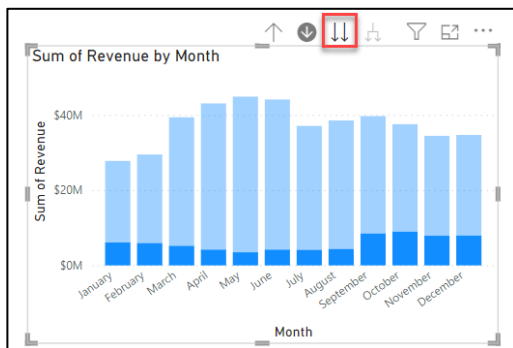 Sum of Revenue by Month
Sum of Revenue
$40M
$20M
$0M
January
February
March
April
May
June
July
August
September
October
November
December
Month